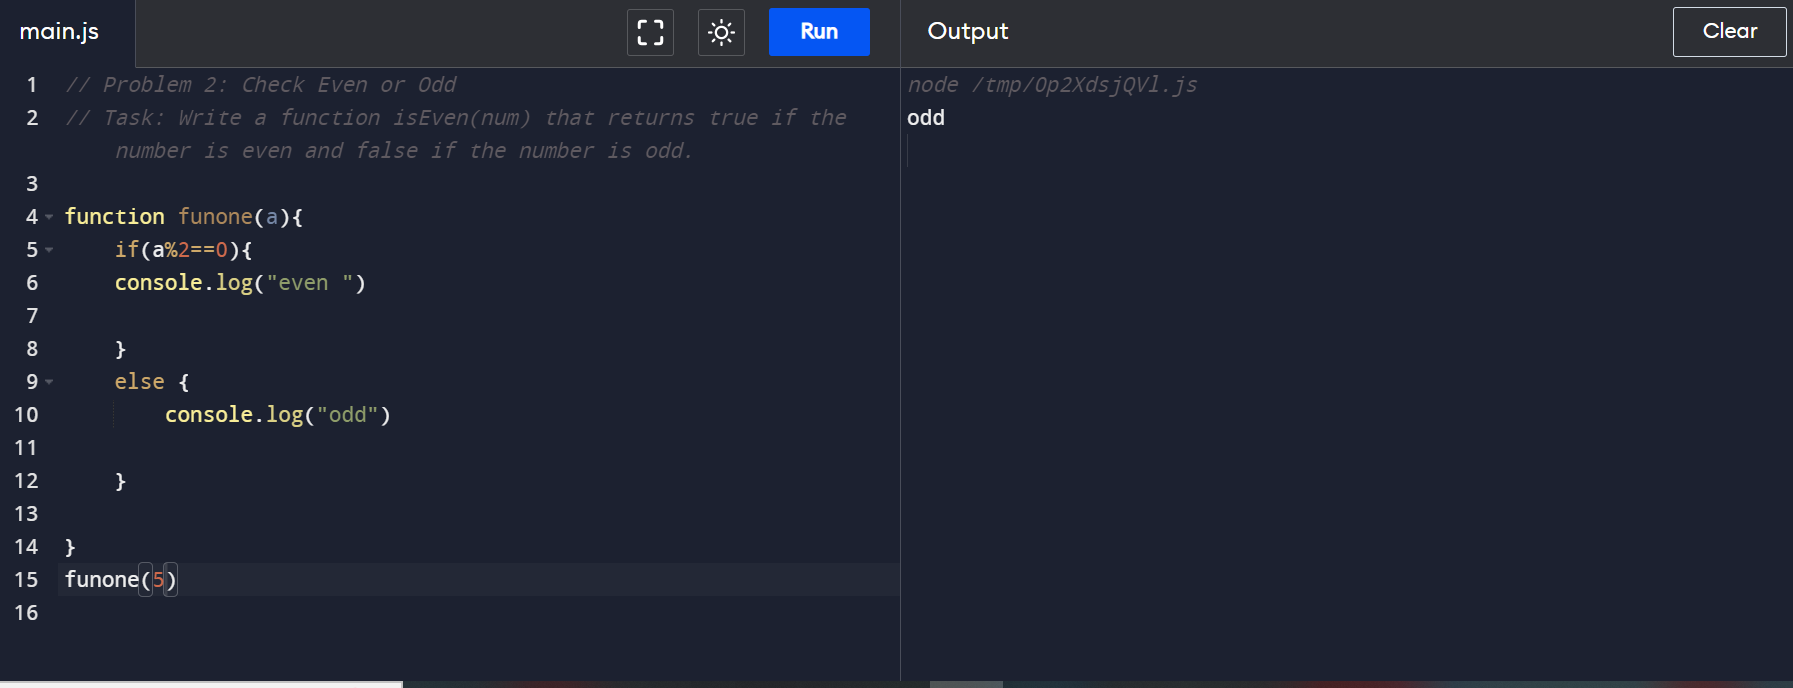 main.js
Run
Output
Clear
1 // Problem 2: Check Even or Odd
2 // Task: Write a function isEven(num) that returns true if the
number is even and false if the number is odd.
3
4 function funone(a){
5 if(a%2==0){
6 console.log("even ")
7
8 }
9 else {
10 console.log("odd")
11
12 }
13
14 }
15 funone(5)
16
node /tmp/Op2XdsjQVl.js
odd